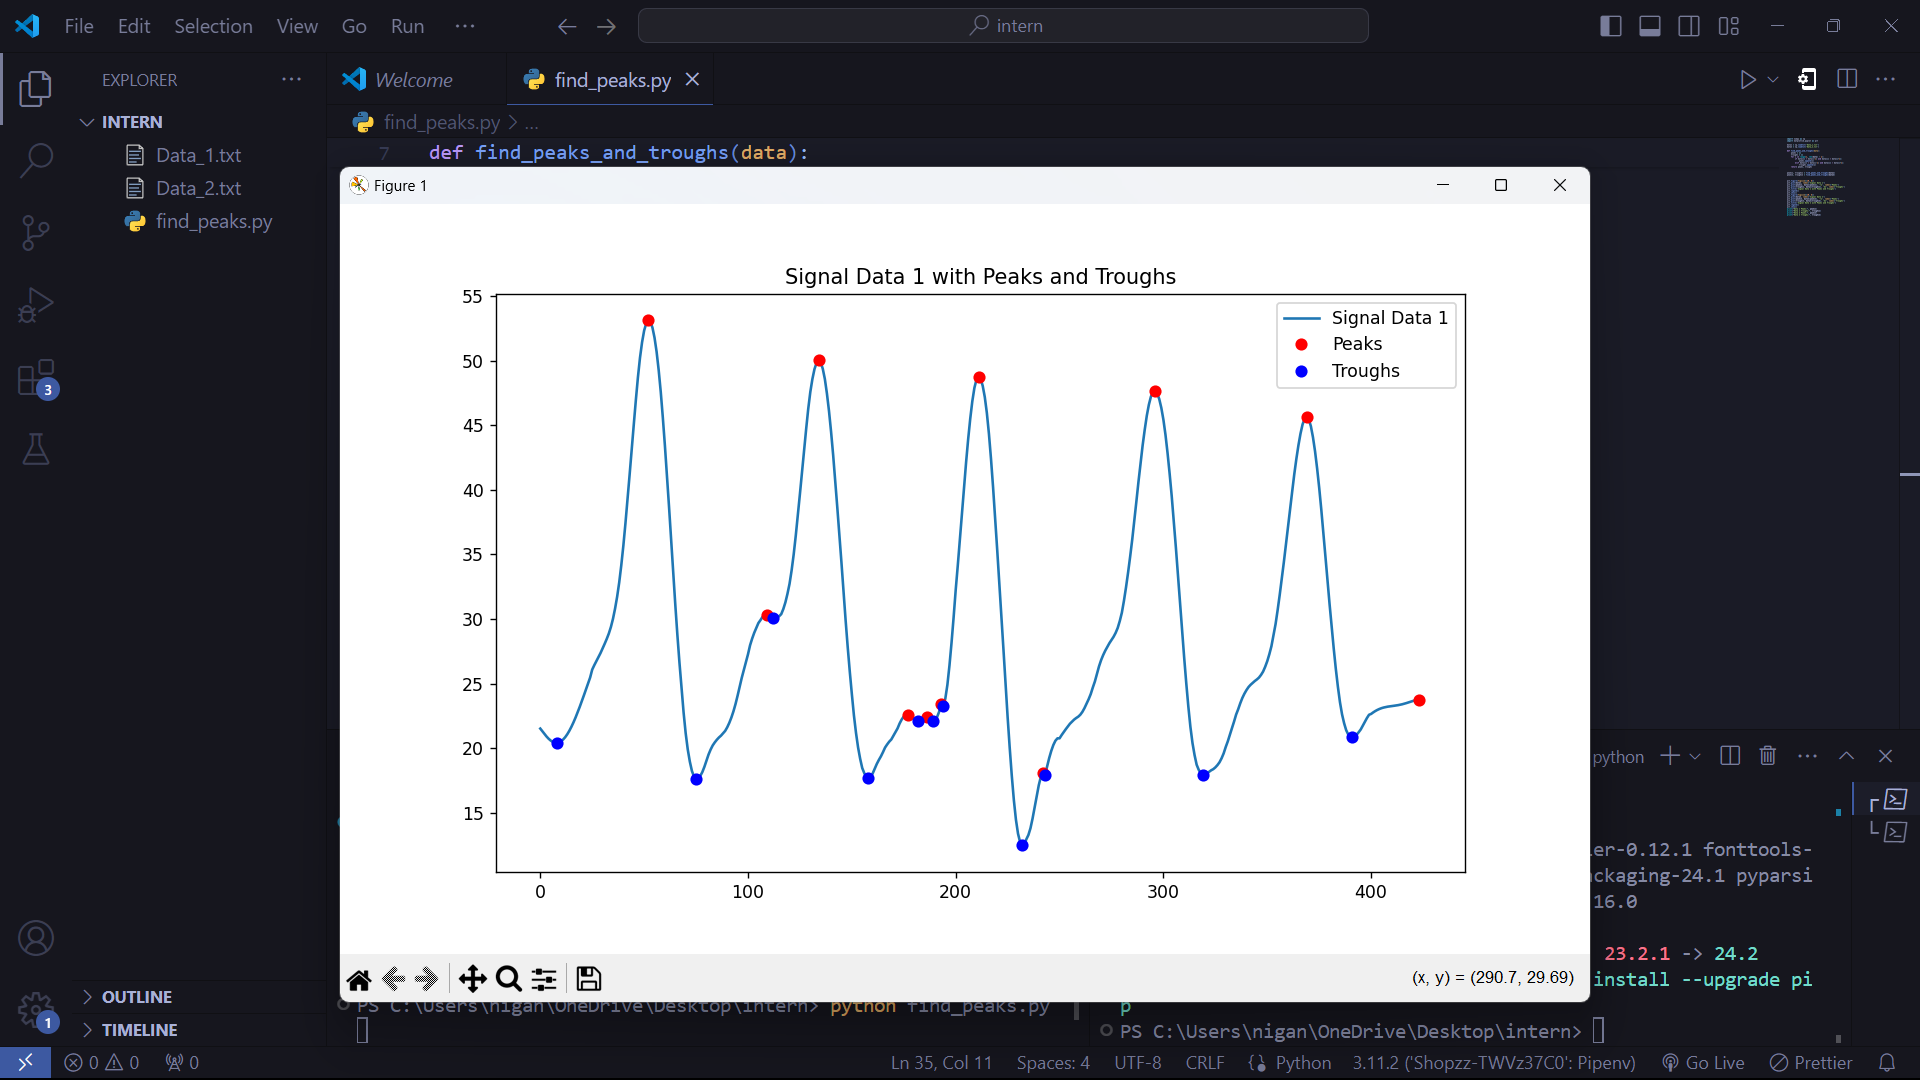 File Edit Selection View Go Run ··· intern
EXPLORER ···
Welcome
find_peaks.py
INTERN
Data_1.txt
Data_2.txt
find_peaks.py
find_peaks.py > ...
7 def find_peaks_and_troughs(data):
Figure 1
Signal Data 1 with Peaks and Troughs
Signal Data 1
Peaks
Troughs
55
50
45
40
35
30
25
20
15
0 100 200 300 400
(x, y) = (290.7, 29.69)
3
python
er-0.12.1 fonttools-
ckaging-24.1 pyparsi
16.0
23.2.1 -> 24.2
install --upgrade pi
p
PS C:\Users\nigan\OneDrive\Desktop\intern>
PS C:\Users\nigan\OneDrive\Desktop\intern> python find_peaks.py
OUTLINE
TIMELINE
1
0 0 0 Ln 35, Col 11 Spaces: 4 UTF-8 CRLF Python 3.11.2 ('Shopzz-TWVz37C0': Pipenv) Go Live Prettier